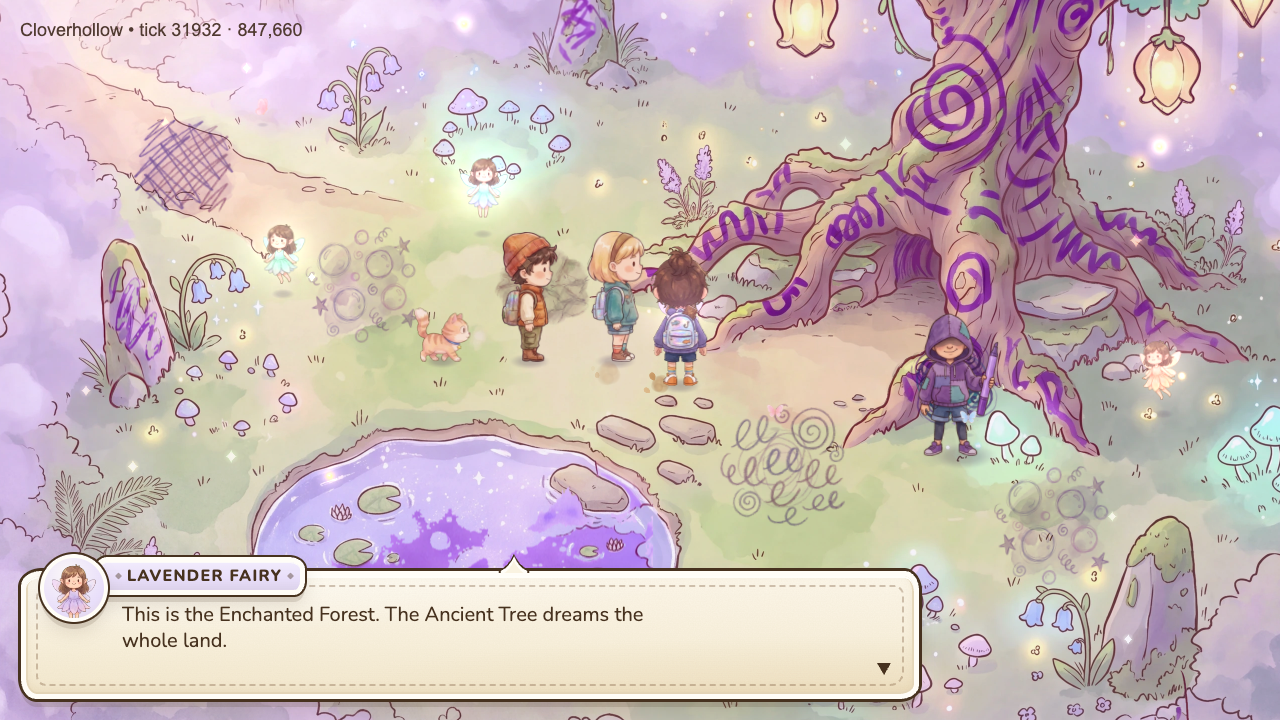 Cloverhollow • tick 31932 · 847,660
LAVENDER FAIRY
This is the Enchanted Forest. The Ancient Tree dreams the
whole land.